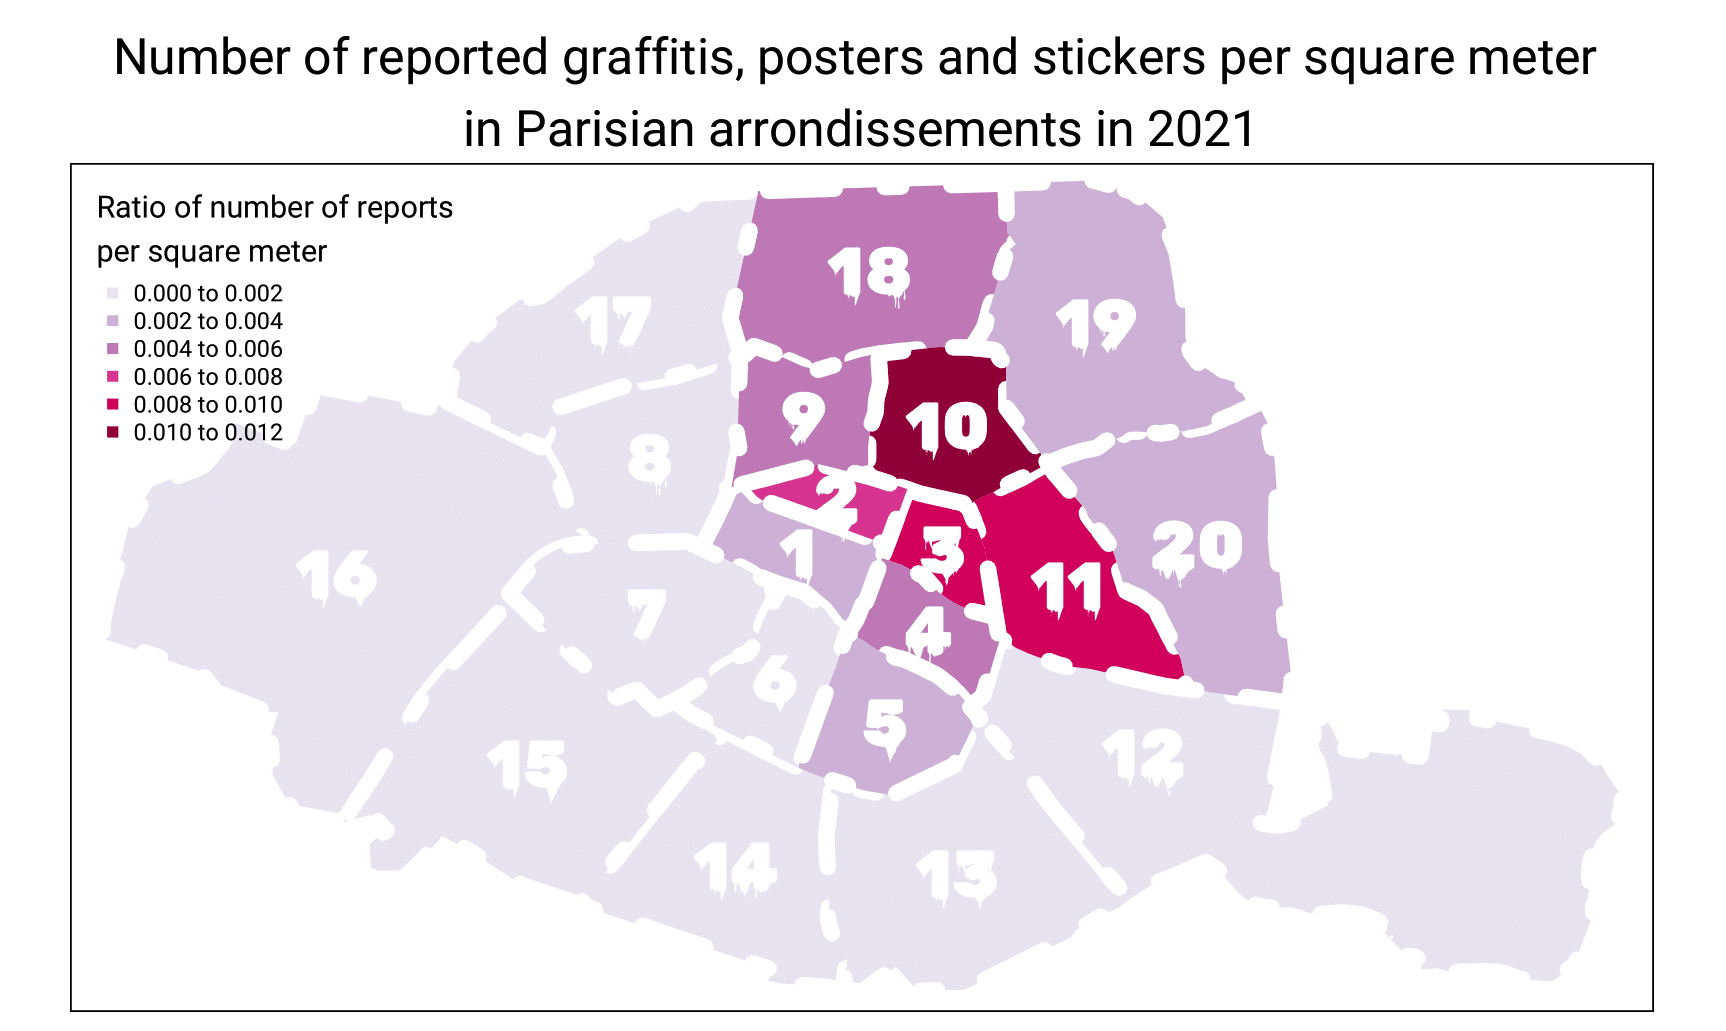 Number of reported graffitis, posters and stickers per square meter
in Parisian arrondissements in 2021
Ratio of number of reports
per square meter
0.000 to 0.002
0.002 to 0.004
0.004 to 0.006
0.006 to 0.008
0.008 to 0.010
0.010 to 0.012
18
17
19
9
10
8
2
1
3
20
16
11
7
4
6
5
12
15
14
13